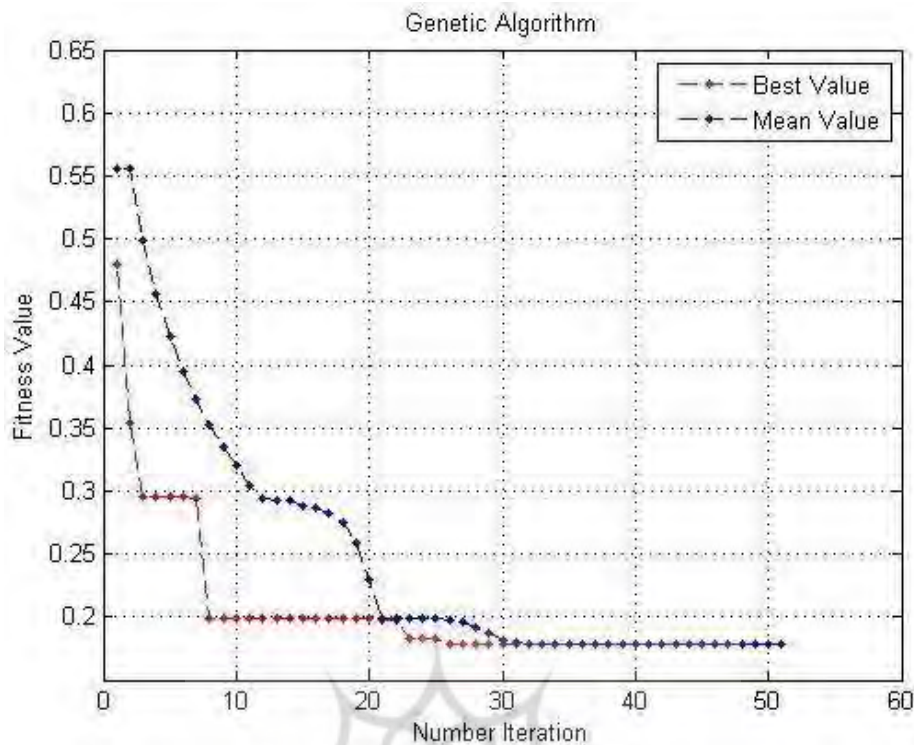 Genetic Algorithm
0.65
0.6
0.55
0.5
0.45
0.4
0.35
0.3
0.25
0.2
Fitness Value
Best Value
Mean Value
0 10 20 30 40 50 60
Number Iteration